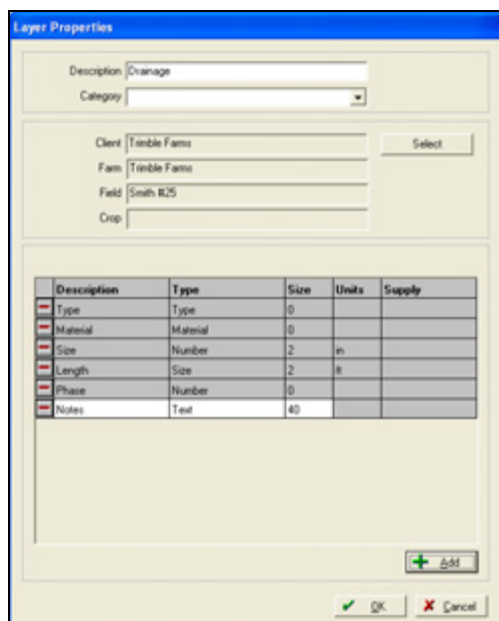 Layer Properties
Description Drainage
Category
Client Trimble Farms
Select
Farm Trimble Farms
Field Smith #25
Crop
Description Type Size Units Supply
Type Type 0
Material Material 0
Size Number 2 in
Length Size 2 ft
Phase Number 0
Notes Text 40
Add
OK Cancel